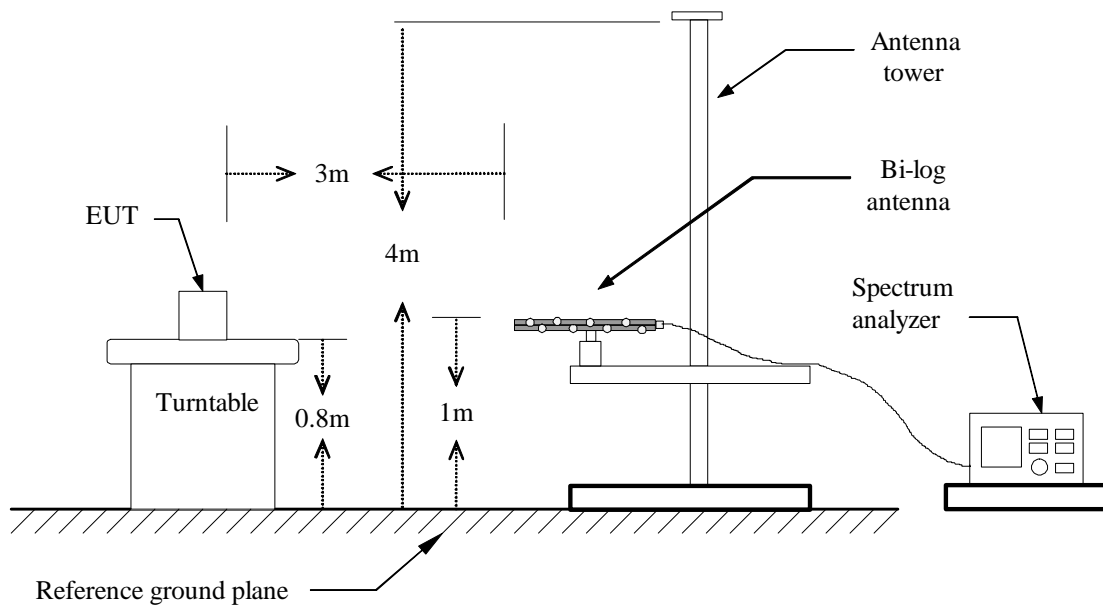 Antenna
tower
3m
Bi-log
antenna
EUT
4m
Spectrum
analyzer
Turntable
0.8m
1m
Reference ground plane